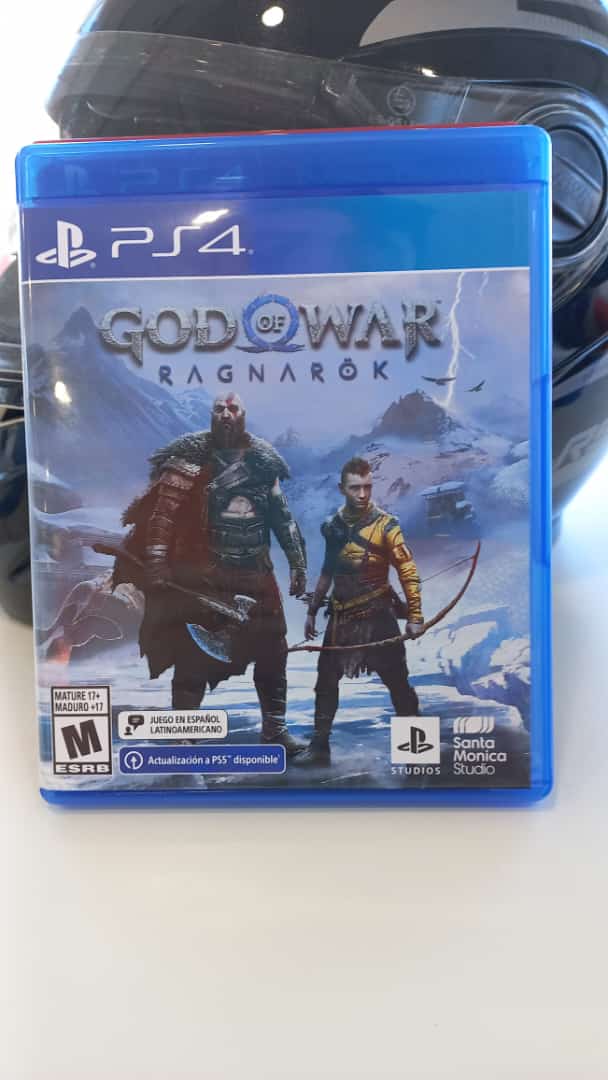 PS4
GOD OF WAR
RAGNARÖK
MATURE 17+
MADURO +17
M
ESRB
JUEGO EN ESPAÑOL
LATINOAMERICANO
Actualización a PS5™ disponible*
STUDIOS
Santa
Monica
Studio